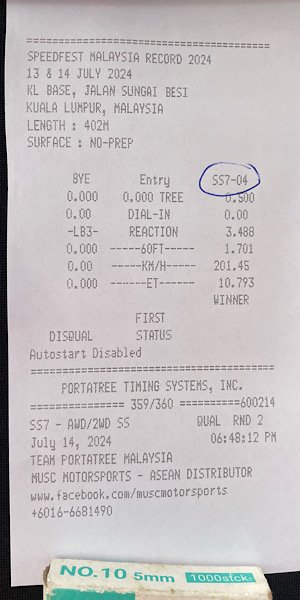 ==================================
SPEEDFEST MALAYSIA RECORD 2024
13 & 14 JULY 2024
KL BASE, JALAN SUNGAI BESI
KUALA LUMPUR, MALAYSIA
LENGTH : 402M
SURFACE : NO-PREP
BYE Entry SS7-04
0.000 0.000 TREE 0.500
0.00 DIAL-IN 0.00
-LB3- REACTION 3.488
0.000 -----60FT----- 1.701
0.00 ----KM/H---- 201.45
0.000 ------ET------ 10.793
WINNER
FIRST
DISQUAL STATUS
Autostart Disabled
==================================
PORTATREE TIMING SYSTEMS, INC.
============== 359/360 =========600214
SS7 - AWD/2WD SS QUAL RND 2
July 14, 2024 06:48:12 PM
TEAM PORTATREE MALAYSIA
MUSC MOTORSPORTS - ASEAN DISTRIBUTOR
www.facebook.com/muscmotorsports
+6016-6681490
NO.10 5mm 1000stcks